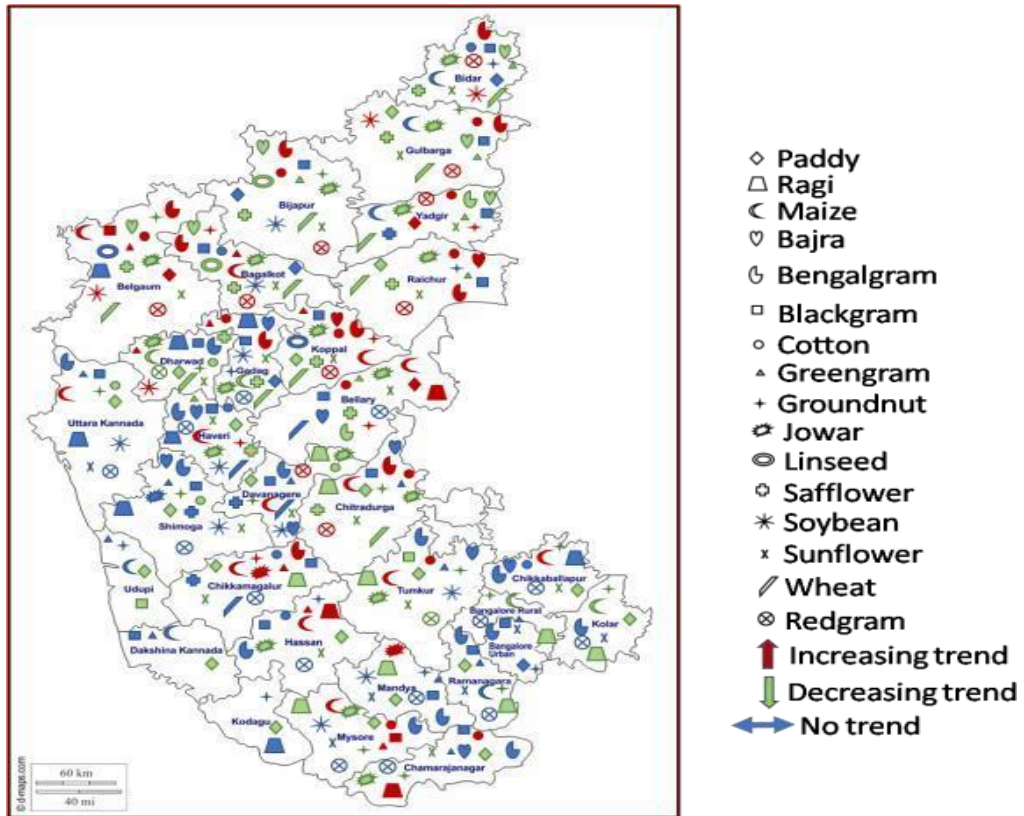 Bidar
Gulbarga
Bijapur
Yadgir
Bagalkot
Raichur
Belgaum
Koppal
Dharwad
Gadag
Bellary
Uttara Kannada
Haveri
Davanagere
Chitradurga
Shimoga
Chikkaballapur
Chikkamagalur
Tumkur
Udupi
Bangalore Rural
Kolar
Hassan
Dakshina Kannada
Bangalore
Urban
Ramanagara
Mandya
Kodagu
Mysore
Chamarajanagar
© d-maps.com
60 km
40 mi
Paddy
Ragi
Maize
Bajra
Bengalgram
Blackgram
Cotton
Greengram
Groundnut
Jowar
Linseed
Safflower
Soybean
Sunflower
Wheat
Redgram
Increasing trend
Decreasing trend
No trend